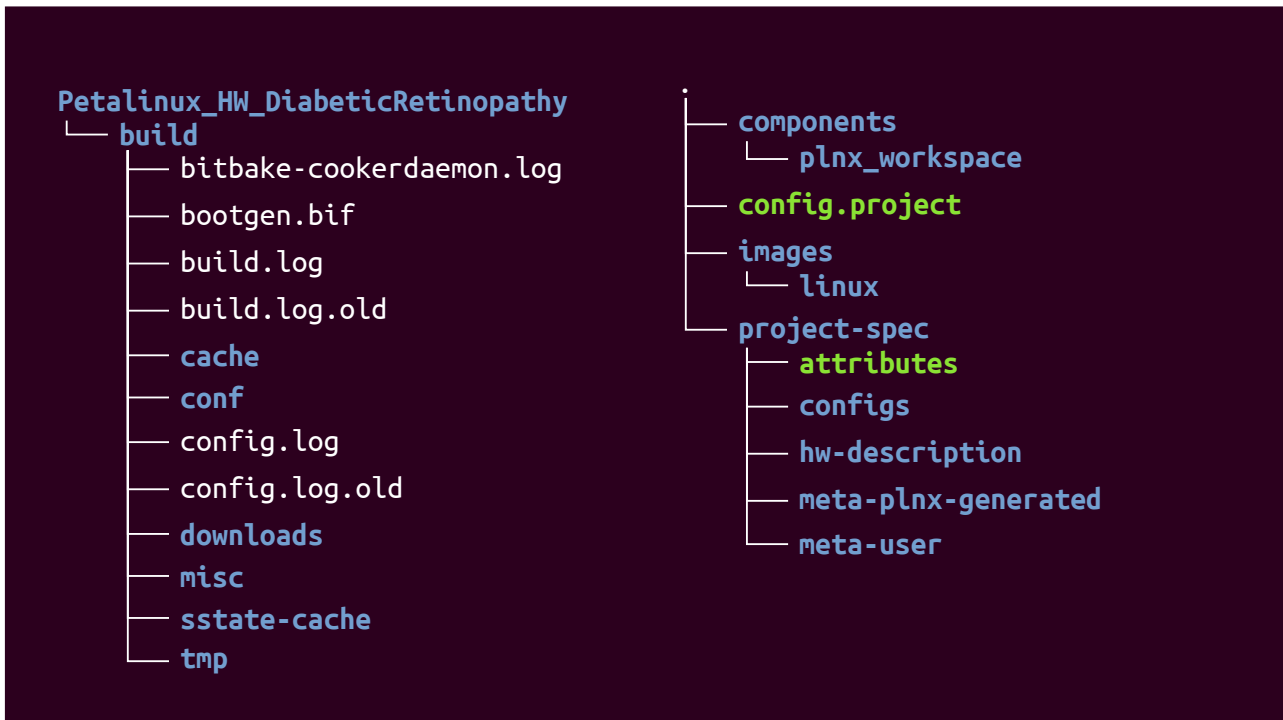 Petalinux_HW_DiabeticRetinopathy
└── build
├── bitbake-cookerdaemon.log
├── bootgen.bif
├── build.log
├── build.log.old
├── cache
├── conf
├── config.log
├── config.log.old
├── downloads
├── misc
├── sstate-cache
└── tmp
.
├── components
│   └── plnx_workspace
├── config.project
├── images
│   └── linux
└── project-spec
├── attributes
├── configs
├── hw-description
├── meta-plnx-generated
└── meta-user